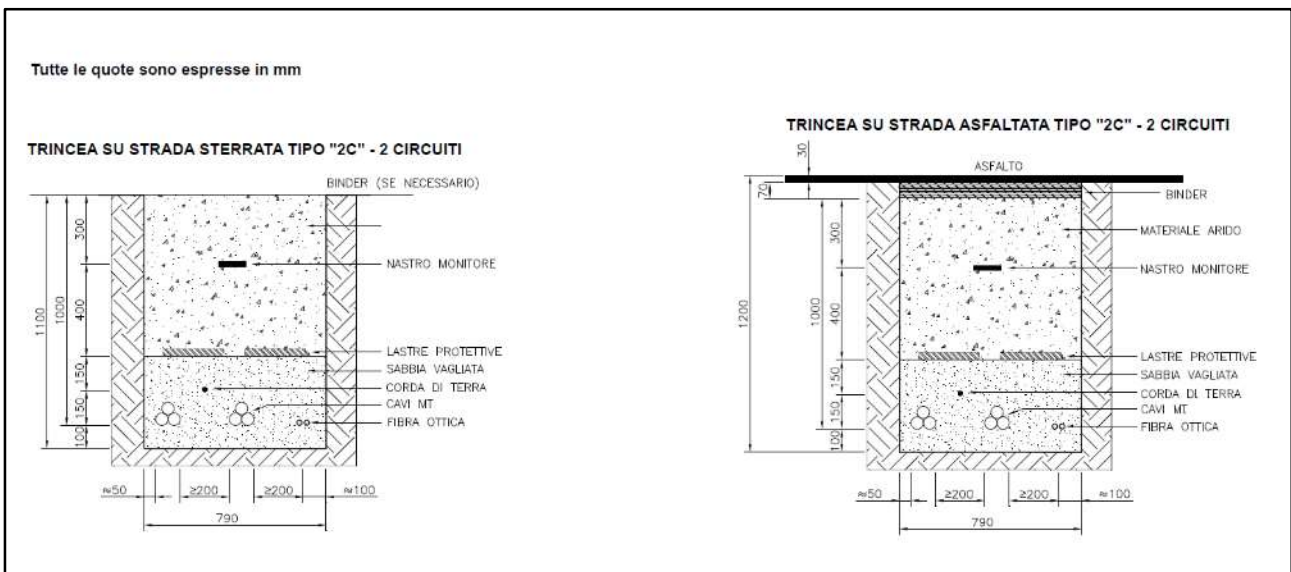 Tutte le quote sono espresse in mm
TRINCEA SU STRADA STERRATA TIPO "2C" - 2 CIRCUITI
BINDER (SE NECESSARIO)
NASTRO MONITORE
LASTRE PROTETTIVE
SABBIA VAGLIATA
CORDA DI TERRA
CAVI MT
FIBRA OTTICA
1100
1000
300
400
150
150
100
≈50
≥200
≥200
≈100
790
TRINCEA SU STRADA ASFALTATA TIPO "2C" - 2 CIRCUITI
30
ASFALTO
70
BINDER
MATERIALE ARIDO
NASTRO MONITORE
LASTRE PROTETTIVE
SABBIA VAGLIATA
CORDA DI TERRA
CAVI MT
FIBRA OTTICA
1200
1000
300
400
150
150
100
≈50
≥200
≥200
≈100
790